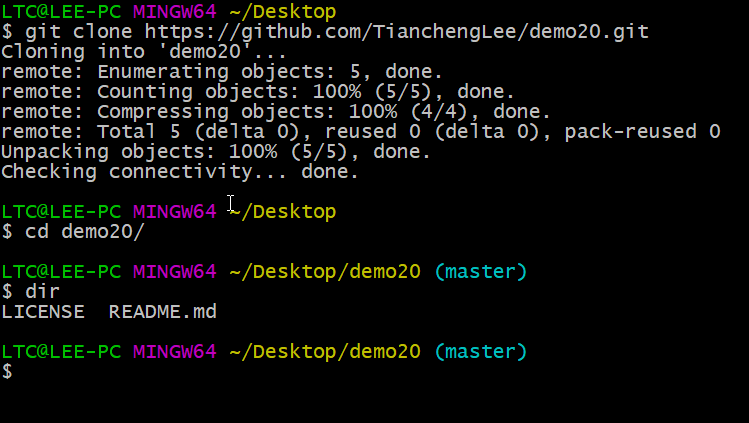 LTC@LEE-PC MINGW64 ~/Desktop
$ git clone https://github.com/TianchengLee/demo20.git
Cloning into 'demo20'...
remote: Enumerating objects: 5, done.
remote: Counting objects: 100% (5/5), done.
remote: Compressing objects: 100% (4/4), done.
remote: Total 5 (delta 0), reused 0 (delta 0), pack-reused 0
Unpacking objects: 100% (5/5), done.
Checking connectivity... done.
LTC@LEE-PC MINGW64 ~/Desktop
$ cd demo20/
LTC@LEE-PC MINGW64 ~/Desktop/demo20 (master)
$ dir
LICENSE  README.md
LTC@LEE-PC MINGW64 ~/Desktop/demo20 (master)
$